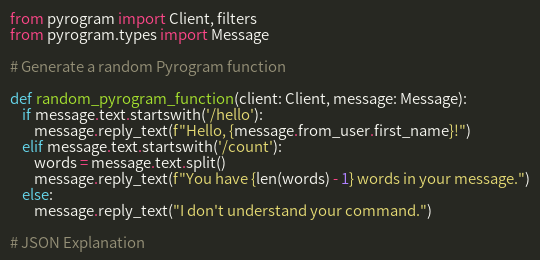 from pyrogram import Client, filters
from pyrogram.types import Message
# Generate a random Pyrogram function
def random_pyrogram_function(client: Client, message: Message):
if message.text.startswith('/hello'):
message.reply_text(f"Hello, {message.from_user.first_name}!")
elif message.text.startswith('/count'):
words = message.text.split()
message.reply_text(f"You have {len(words) - 1} words in your message.")
else:
message.reply_text("I don't understand your command.")
# JSON Explanation